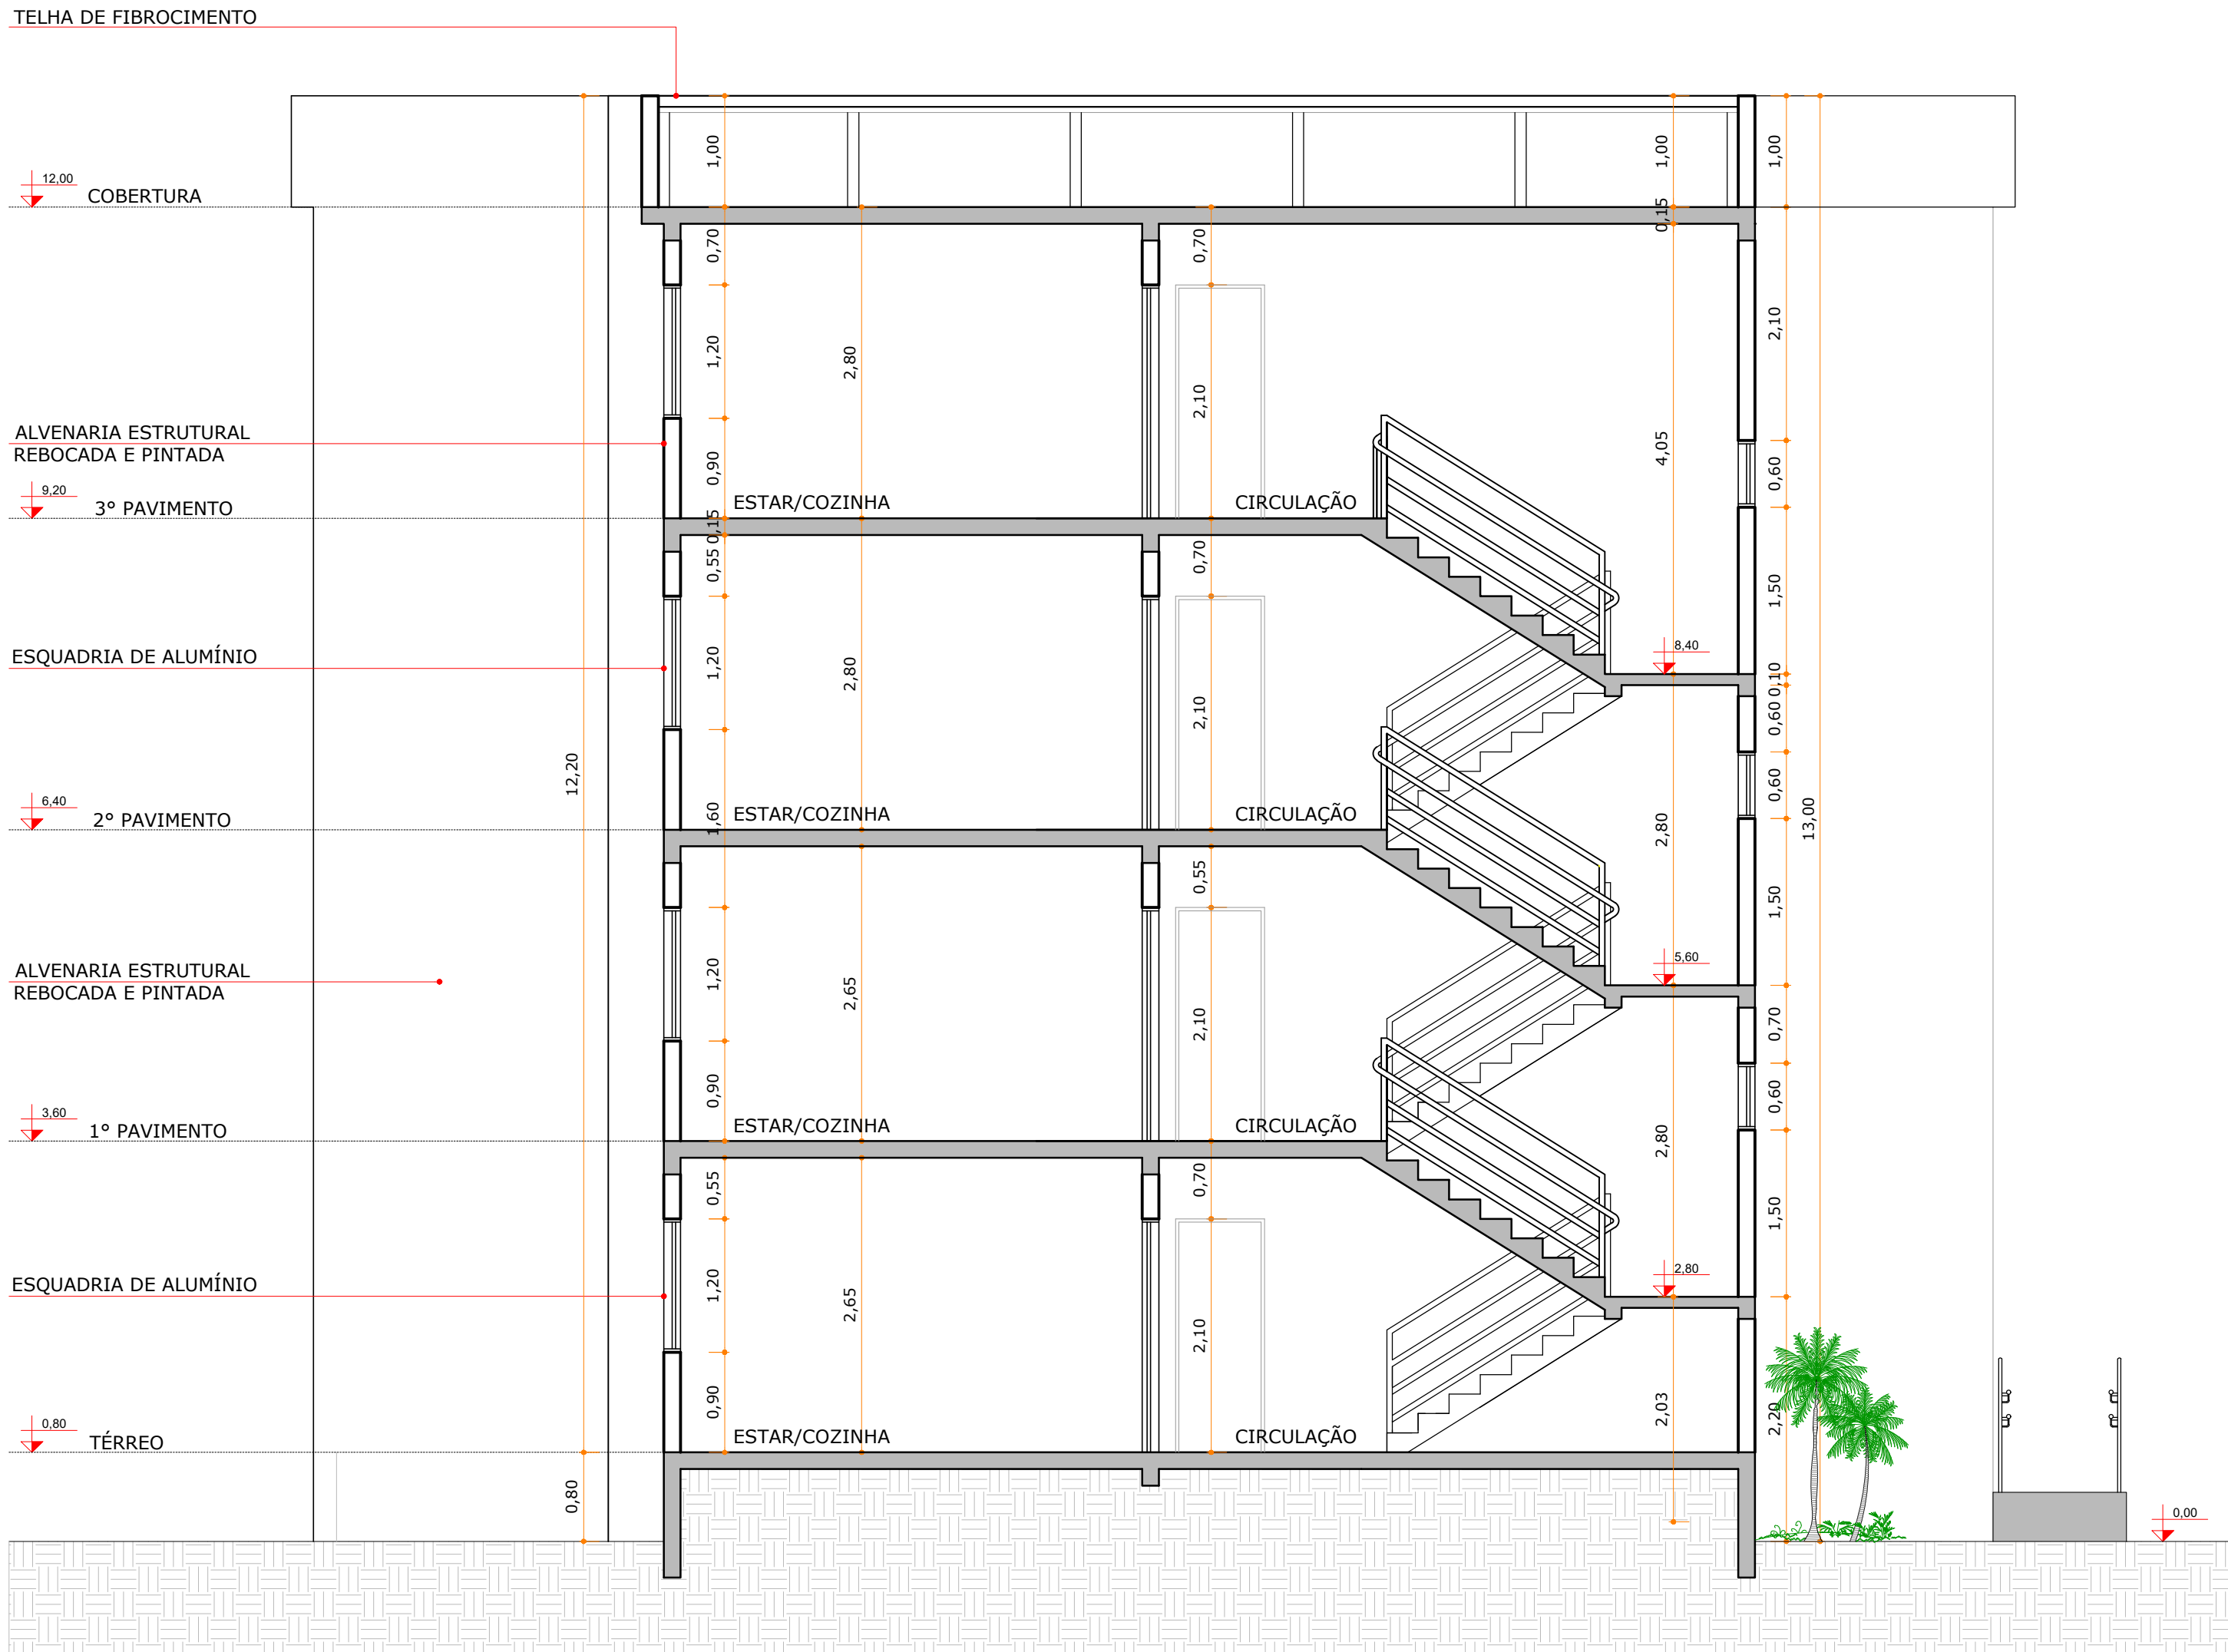 TELHA DE FIBROCIMENTO
1,00
1,00
1,00
12,00
COBERTURA
0,15
0,70
0,70
2,10
1,20
2,80
2,10
ALVENARIA ESTRUTURAL
REBOCADA E PINTADA
4,05
0,90
0,60
9,20
3° PAVIMENTO
ESTAR/COZINHA
CIRCULAÇÃO
0,15
0,55
0,70
1,50
ESQUADRIA DE ALUMÍNIO
1,20
2,80
8,40
0,10
2,10
0,60
12,20
0,60
13,00
6,40
2° PAVIMENTO
1,60
ESTAR/COZINHA
CIRCULAÇÃO
2,80
0,55
1,50
ALVENARIA ESTRUTURAL
REBOCADA E PINTADA
1,20
2,65
5,60
2,10
0,70
0,90
0,60
3,60
1° PAVIMENTO
ESTAR/COZINHA
CIRCULAÇÃO
2,80
0,55
0,70
1,50
ESQUADRIA DE ALUMÍNIO
1,20
2,65
2,80
2,10
0,90
2,03
2,20
0,80
TÉRREO
ESTAR/COZINHA
CIRCULAÇÃO
0,80
0,00